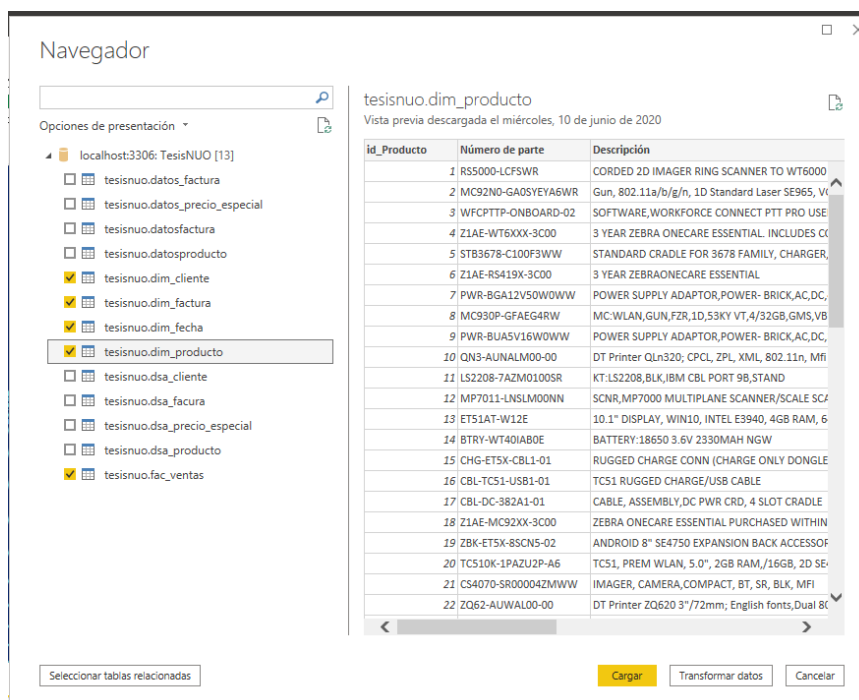 Navegador
Opciones de presentación
localhost:3306: TesisNUO [13]
tesisnuo.datos_factura
tesisnuo.datos_precio_especial
tesisnuo.datosfactura
tesisnuo.datosproducto
tesisnuo.dim_cliente
tesisnuo.dim_factura
tesisnuo.dim_fecha
tesisnuo.dim_producto
tesisnuo.dsa_cliente
tesisnuo.dsa_facura
tesisnuo.dsa_precio_especial
tesisnuo.dsa_producto
tesisnuo.fac_ventas
tesisnuo.dim_producto
Vista previa descargada el miércoles, 10 de junio de 2020
id_Producto Número de parte Descripción
1 RS5000-LCFSWR CORDED 2D IMAGER RING SCANNER TO WT6000
2 MC92N0-GA0SYEYA6WR Gun, 802.11a/b/g/n, 1D Standard Laser SE965, VC
3 WFCPTTP-ONBOARD-02 SOFTWARE,WORKFORCE CONNECT PTT PRO USE
4 Z1AE-WT6XXX-3C00 3 YEAR ZEBRA ONECARE ESSENTIAL. INCLUDES CO
5 STB3678-C100F3WW STANDARD CRADLE FOR 3678 FAMILY, CHARGER,
6 Z1AE-RS419X-3C00 3 YEAR ZEBRAONECARE ESSENTIAL
7 PWR-BGA12V50W0WW POWER SUPPLY ADAPTOR,POWER- BRICK,AC,DC,
8 MC930P-GFAEG4RW MC:WLAN,GUN,FZR,1D,53KY VT,4/32GB,GMS,VB
9 PWR-BUA5V16W0WW POWER SUPPLY ADAPTOR,POWER- BRICK,AC,DC,
10 QN3-AUNALM00-00 DT Printer QLn320; CPCL, ZPL, XML, 802.11n, Mfi
11 LS2208-7AZM0100SR KT:LS2208,BLK,IBM CBL PORT 9B,STAND
12 MP7011-LNSLM00NN SCNR,MP7000 MULTIPLANE SCANNER/SCALE SCA
13 ET51AT-W12E 10.1" DISPLAY, WIN10, INTEL E3940, 4GB RAM, 6
14 BTRY-WT40IAB0E BATTERY:18650 3.6V 2330MAH NGW
15 CHG-ET5X-CBL1-01 RUGGED CHARGE CONN (CHARGE ONLY DONGLE
16 CBL-TC51-USB1-01 TC51 RUGGED CHARGE/USB CABLE
17 CBL-DC-382A1-01 CABLE, ASSEMBLY,DC PWR CRD, 4 SLOT CRADLE
18 Z1AE-MC92XX-3C00 ZEBRA ONECARE ESSENTIAL PURCHASED WITHIN
19 ZBK-ET5X-8SCN5-02 ANDROID 8" SE4750 EXPANSION BACK ACCESSOR
20 TC510K-1PAZU2P-A6 TC51, PREM WLAN, 5.0", 2GB RAM,/16GB, 2D SE
21 CS4070-SR00004ZMWW IMAGER, CAMERA,COMPACT, BT, SR, BLK, MFI
22 ZQ62-AUWAL00-00 DT Printer ZQ620 3"/72mm; English fonts,Dual 80
Seleccionar tablas relacionadas
Cargar
Transformar datos
Cancelar